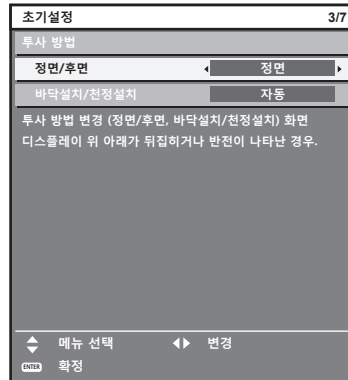 초기설정 3/7
투사 방법
정면/후면 정면
바닥설치/천정설치 자동
투사 방법 변경 (정면/후면, 바닥설치/천정설치) 화면
디스플레이 위 아래가 뒤집히거나 반전이 나타난 경우.
메뉴 선택 변경
ENTER 확정